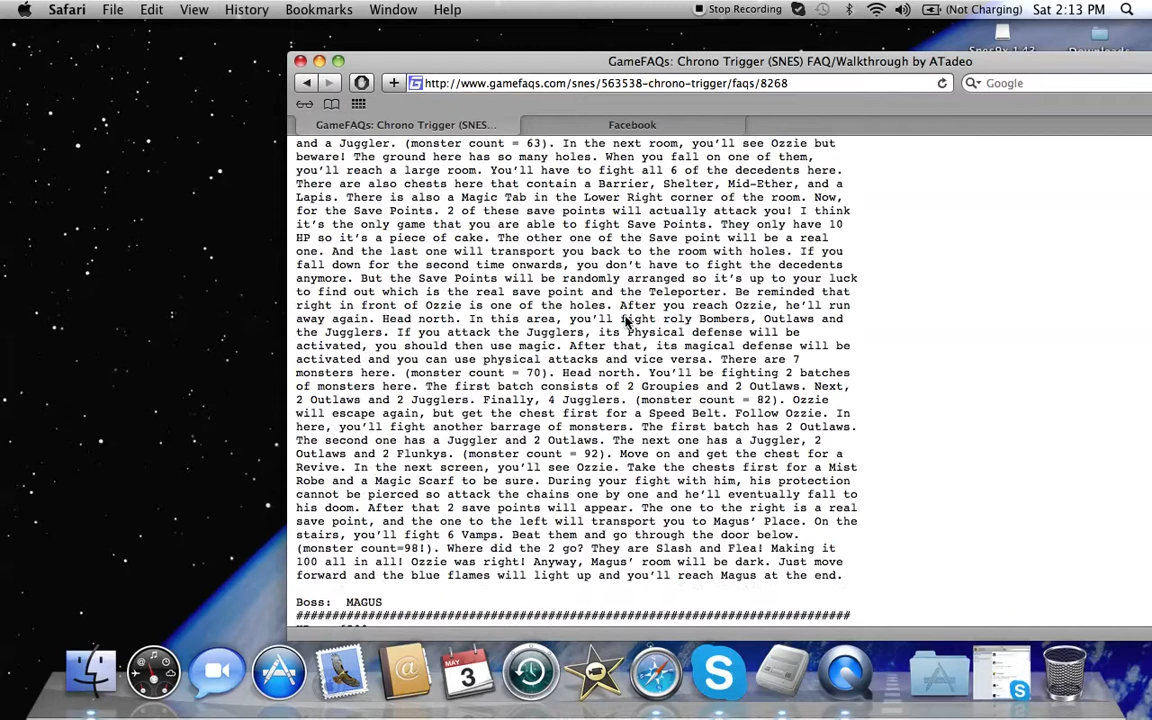 Safari File Edit View History Bookmarks Window Help Stop Recording (Not Charging) Sat 2:13 PM
GameFAQs: Chrono Trigger (SNES) FAQ/Walkthrough by ATadeo
http://www.gamefaqs.com/snes/563538-chrono-trigger/faqs/8268
Google
GameFAQs: Chrono Trigger (SNES...
Facebook
and a Juggler. (monster count = 63). In the next room, you'll see Ozzie but
beware! The ground here has so many holes. When you fall on one of them,
you'll reach a large room. You'll have to fight all 6 of the decedents here.
There are also chests here that contain a Barrier, Shelter, Mid-Ether, and a
Lapis. There is also a Magic Tab in the Lower Right corner of the room. Now,
for the Save Points. 2 of these save points will actually attack you! I think
it's the only game that you are able to fight Save Points. They only have 10
HP so it's a piece of cake. The other one of the Save point will be a real
one. And the last one will transport you back to the room with holes. If you
fall down for the second time onwards, you don't have to fight the decedents
anymore. But the Save Points will be randomly arranged so it's up to your luck
to find out which is the real save point and the Teleporter. Be reminded that
right in front of Ozzie is one of the holes. After you reach Ozzie, he'll run
away again. Head north. In this area, you'll fight roly Bombers, Outlaws and
the Jugglers. If you attack the Jugglers, its physical defense will be
activated, you should then use magic. After that, its magical defense will be
activated and you can use physical attacks and vice versa. There are 7
monsters here. (monster count = 70). Head north. You'll be fighting 2 batches
of monsters here. The first batch consists of 2 Groupies and 2 Outlaws. Next,
2 Outlaws and 2 Jugglers. Finally, 4 Jugglers. (monster count = 82). Ozzie
will escape again, but get the chest first for a Speed Belt. Follow Ozzie. In
here, you'll fight another barrage of monsters. The first batch has 2 Outlaws.
The second one has a Juggler and 2 Outlaws. The next one has a Juggler, 2
Outlaws and 2 Flunkys. (monster count = 92). Move on and get the chest for a
Revive. In the next screen, you'll see Ozzie. Take the chests first for a Mist
Robe and a Magic Scarf to be sure. During your fight with him, his protection
cannot be pierced so attack the chains one by one and he'll eventually fall to
his doom. After that 2 save points will appear. The one to the right is a real
save point, and the one to the left will transport you to Magus' Place. On the
stairs, you'll fight 6 Vamps. Beat them and go through the door below.
(monster count=98!). Where did the 2 go? They are Slash and Flea! Making it
100 all in all! Ozzie was right! Anyway, Magus' room will be dark. Just move
forward and the blue flames will light up and you'll reach Magus at the end.
Boss: MAGUS
##############################################################################
MAY
3